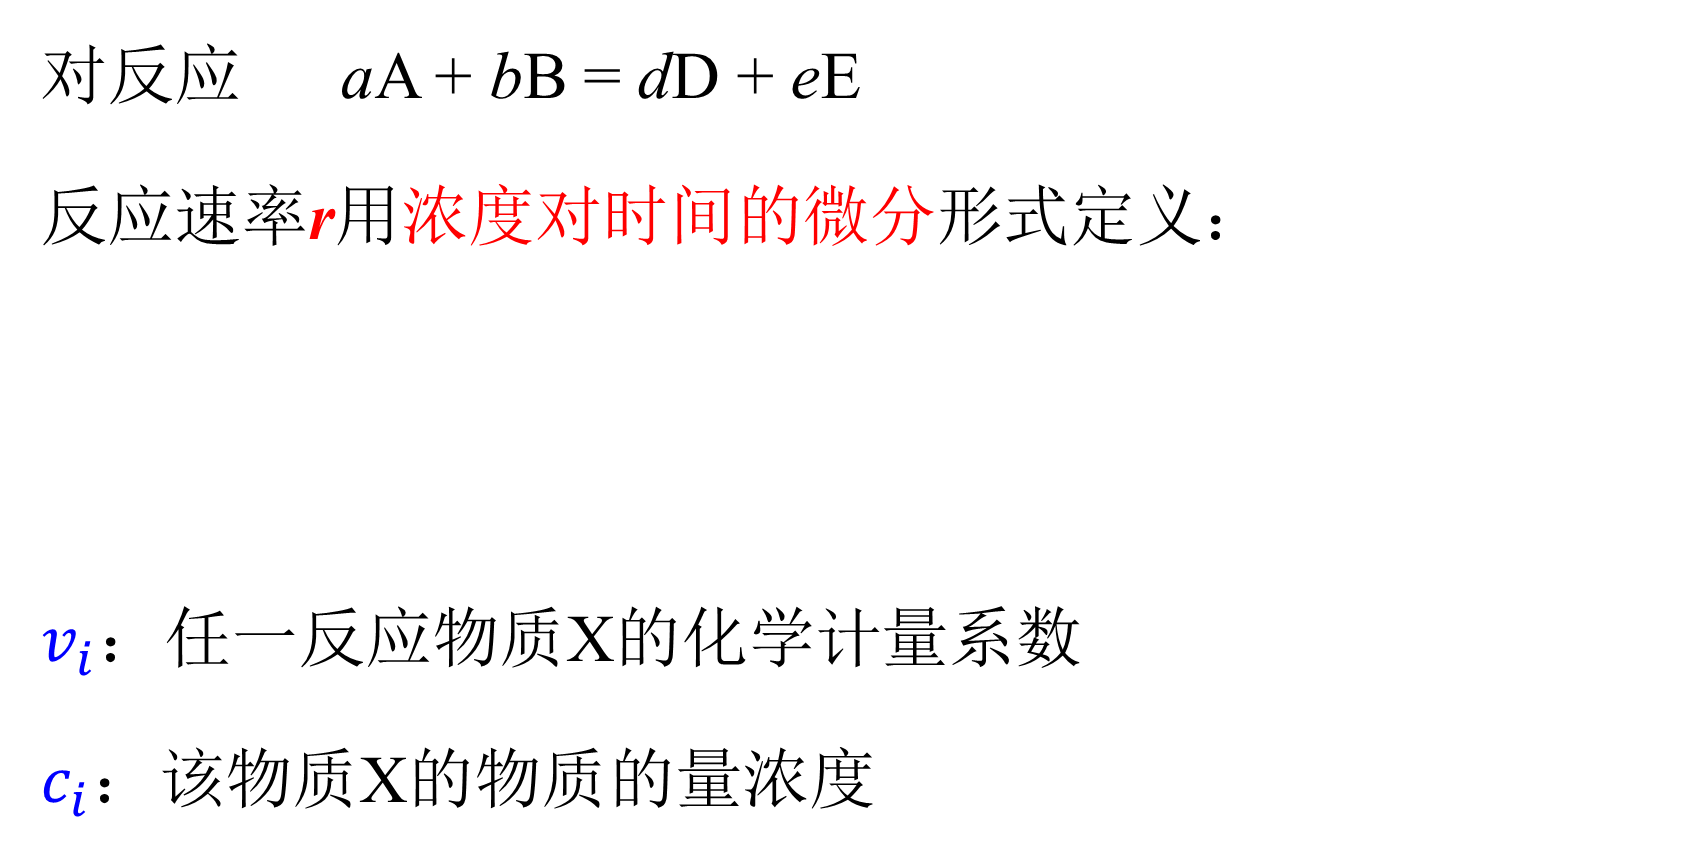 对反应 aA + bB = dD + eE
反应速率r用浓度对时间的微分形式定义：
vᵢ：任一反应物质X的化学计量系数
cᵢ：该物质X的物质的量浓度